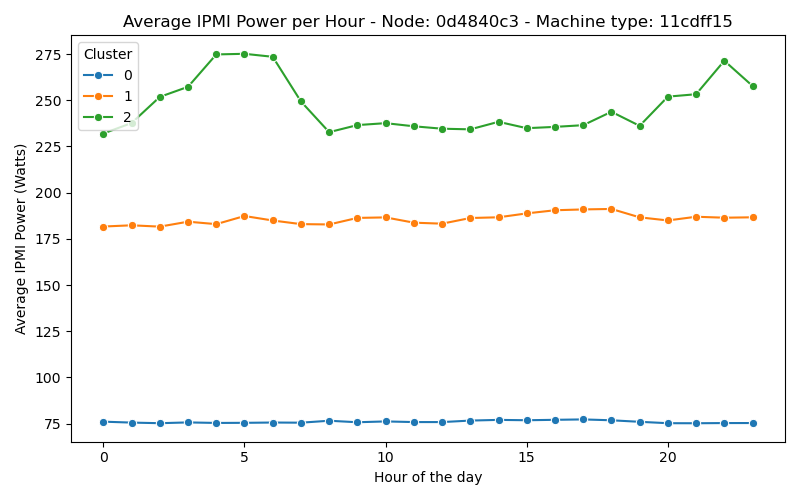 Average IPMI Power per Hour - Node: 0d4840c3 - Machine type: 11cdff15
Cluster
0
1
2
275
250
225
200
175
150
125
100
75
Average IPMI Power (Watts)
0 5 10 15 20
Hour of the day